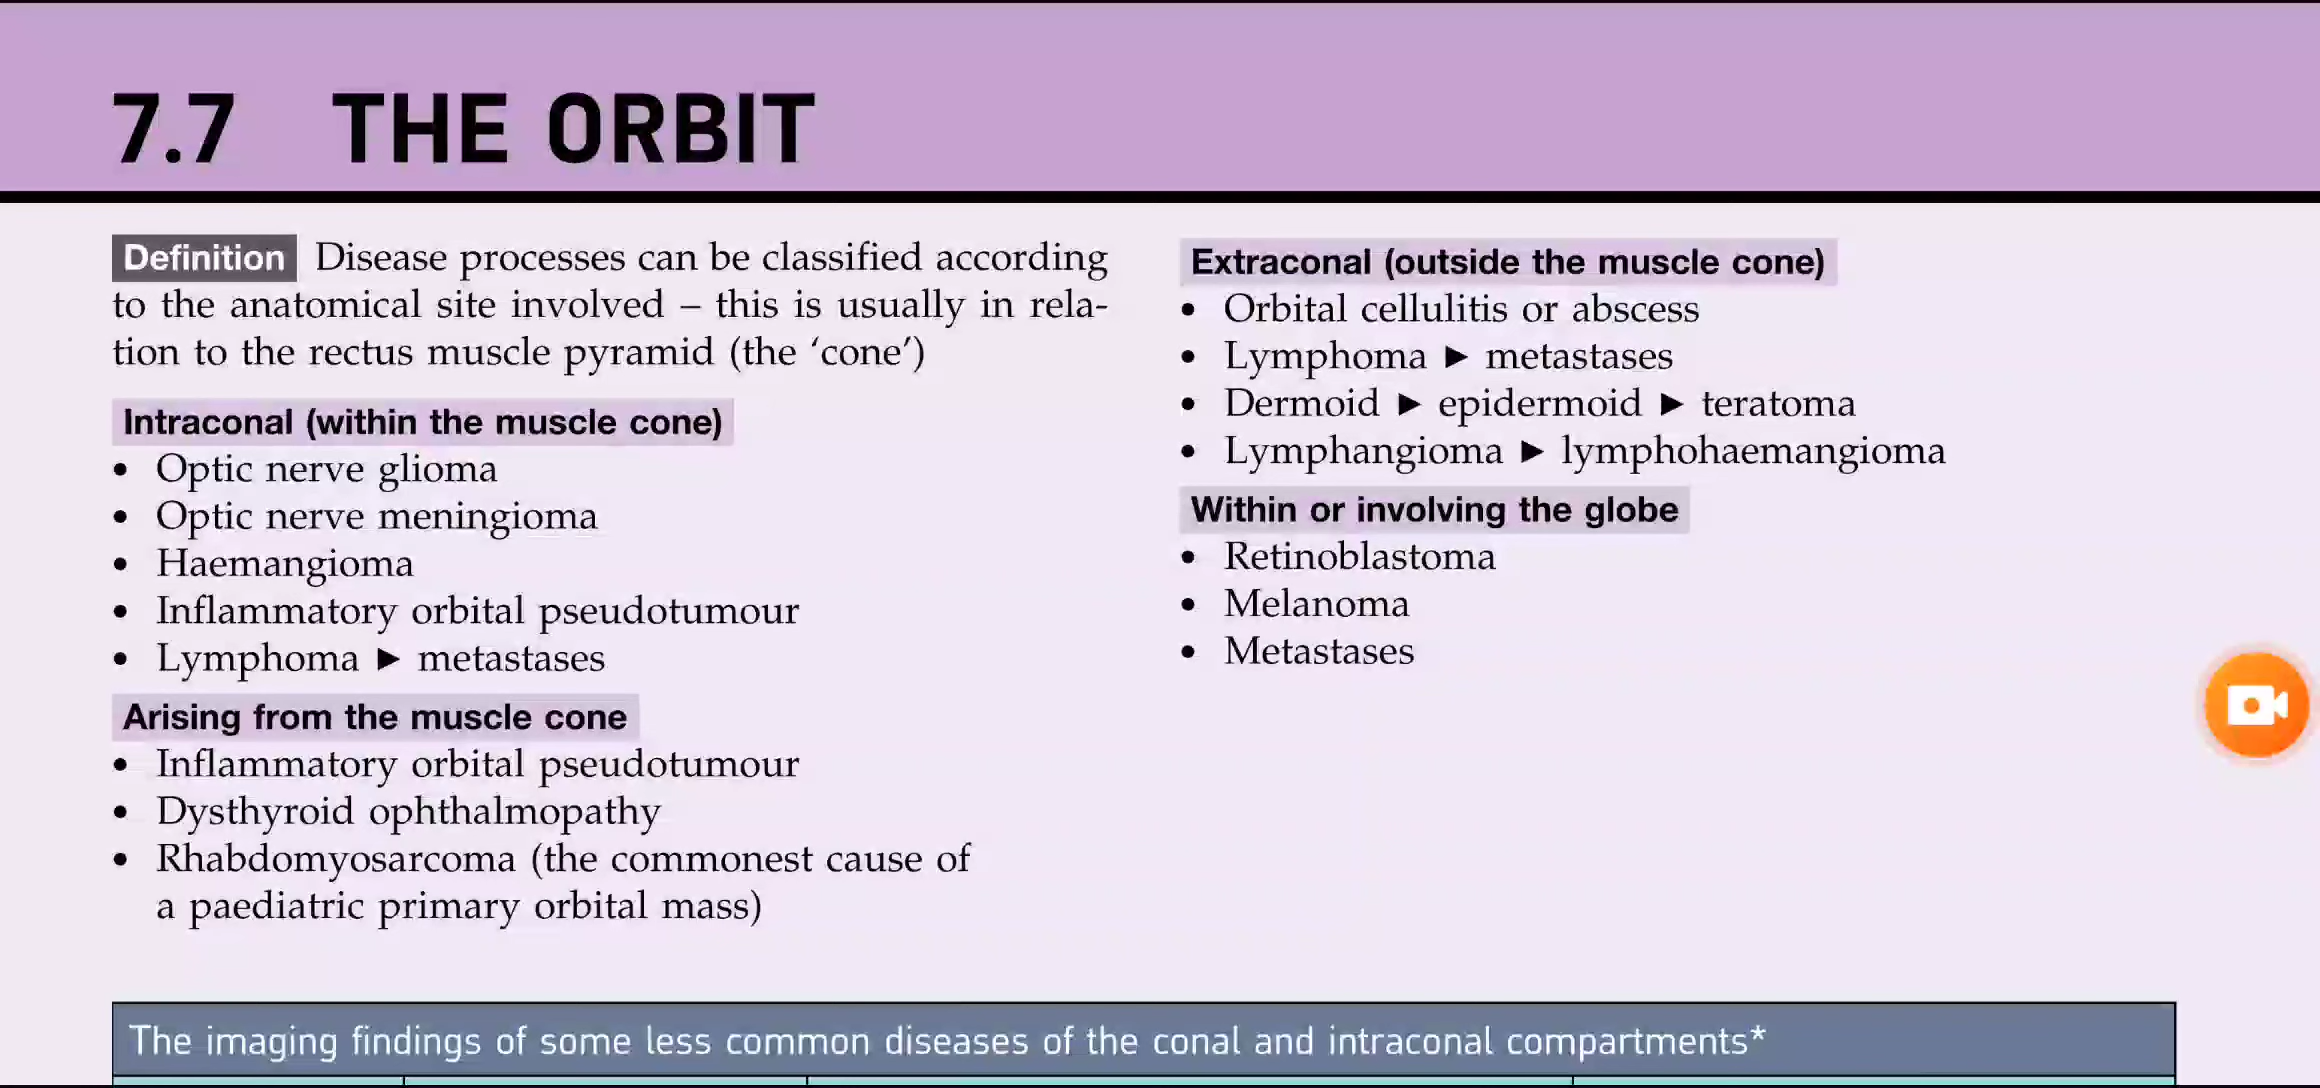 7.7 THE ORBIT
Definition Disease processes can be classified according
to the anatomical site involved – this is usually in rela-
tion to the rectus muscle pyramid (the ‘cone’)
Intraconal (within the muscle cone)
• Optic nerve glioma
• Optic nerve meningioma
• Haemangioma
• Inflammatory orbital pseudotumour
• Lymphoma ► metastases
Arising from the muscle cone
• Inflammatory orbital pseudotumour
• Dysthyroid ophthalmopathy
• Rhabdomyosarcoma (the commonest cause of
a paediatric primary orbital mass)
Extraconal (outside the muscle cone)
• Orbital cellulitis or abscess
• Lymphoma ► metastases
• Dermoid ► epidermoid ► teratoma
• Lymphangioma ► lymphohaemangioma
Within or involving the globe
• Retinoblastoma
• Melanoma
• Metastases
The imaging findings of some less common diseases of the conal and intraconal compartments*